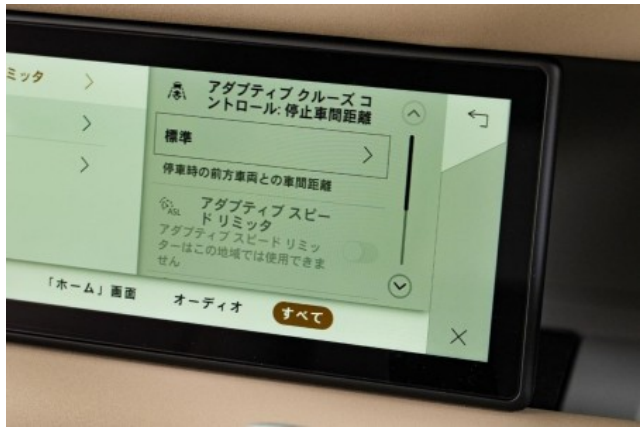 ミッタ
アダプティブ クルーズ コ
ントロール: 停止車間距離
標準
停車時の前方車両との車間距離
ASL
アダプティブ スピー
ド リミッタ
アダプティブ スピード リミッ
ターはこの地域では使用できま
せん
「ホーム」画面
オーディオ
すべて